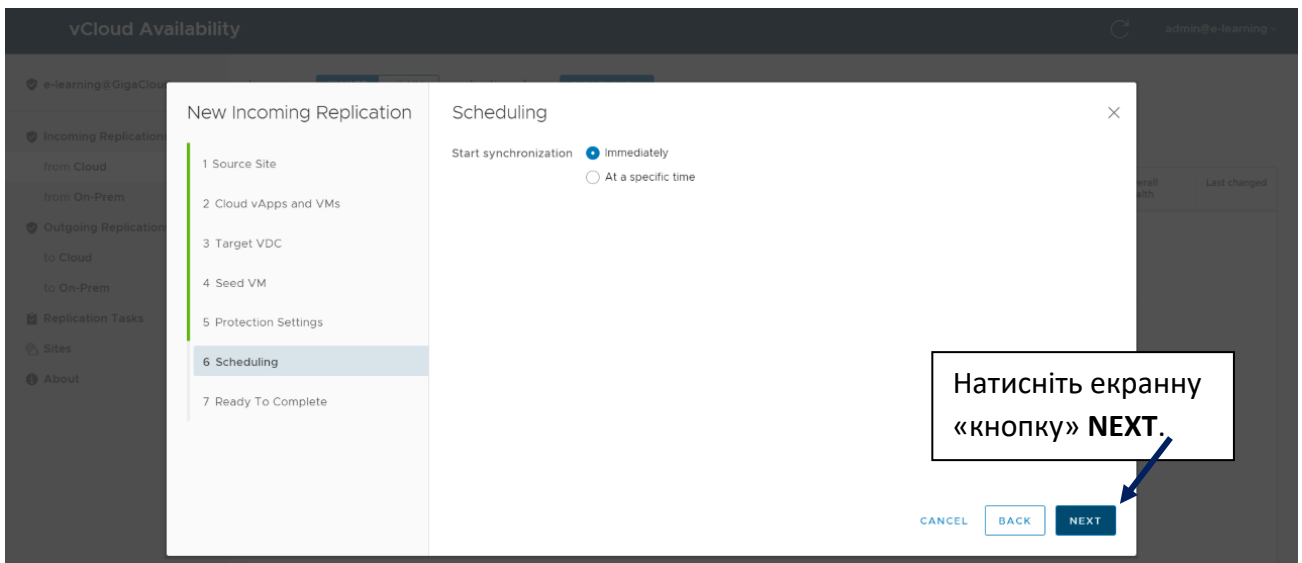 vCloud Availability
admin@e-learning
e-learning@GigaCloud
New Incoming Replication
Scheduling
Incoming Replications
from Cloud
from On-Prem
Outgoing Replication
to Cloud
to On-Prem
Replication Tasks
Sites
About
1 Source Site
2 Cloud vApps and VMs
3 Target VDC
4 Seed VM
5 Protection Settings
6 Scheduling
7 Ready To Complete
Start synchronization
Immediately
At a specific time
Last changed
Натисніть екранну
«кнопку» NEXT.
CANCEL
BACK
NEXT